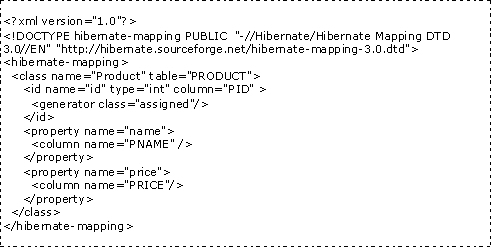 <?xml version="1.0"?>
<!DOCTYPE hibernate-mapping PUBLIC "-//Hibernate/Hibernate Mapping DTD
3.0//EN" "http://hibernate.sourceforge.net/hibernate-mapping-3.0.dtd">
<hibernate-mapping>
<class name="Product" table="PRODUCT">
<id name="id" type="int" column="PID" >
<generator class="assigned"/>
</id>
<property name="name">
<column name="PNAME" />
</property>
<property name="price">
<column name="PRICE"/>
</property>
</class>
</hibernate-mapping>